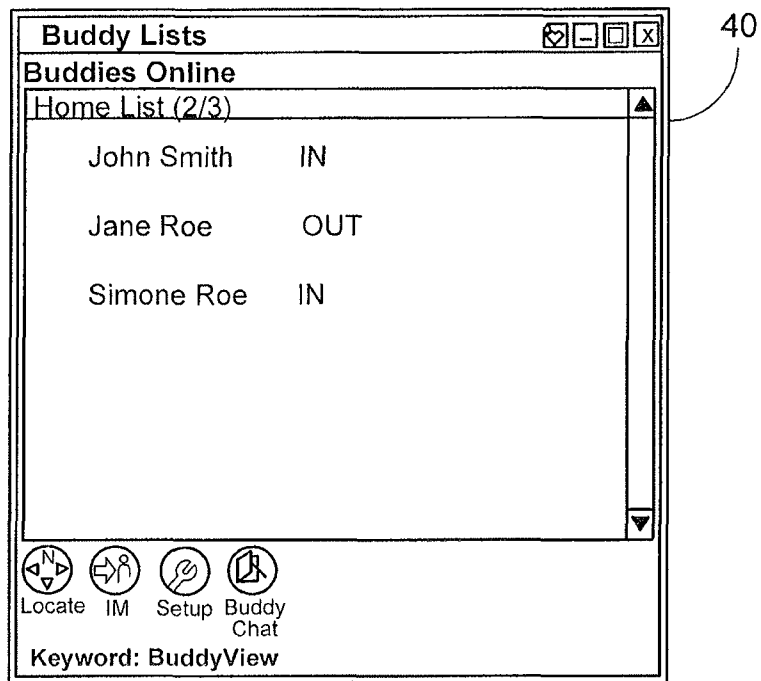 Buddy Lists
40
Buddies Online
Home List (2/3)
John Smith IN
Jane Roe OUT
Simone Roe IN
N
Locate IM Setup Buddy Chat
Keyword: BuddyView